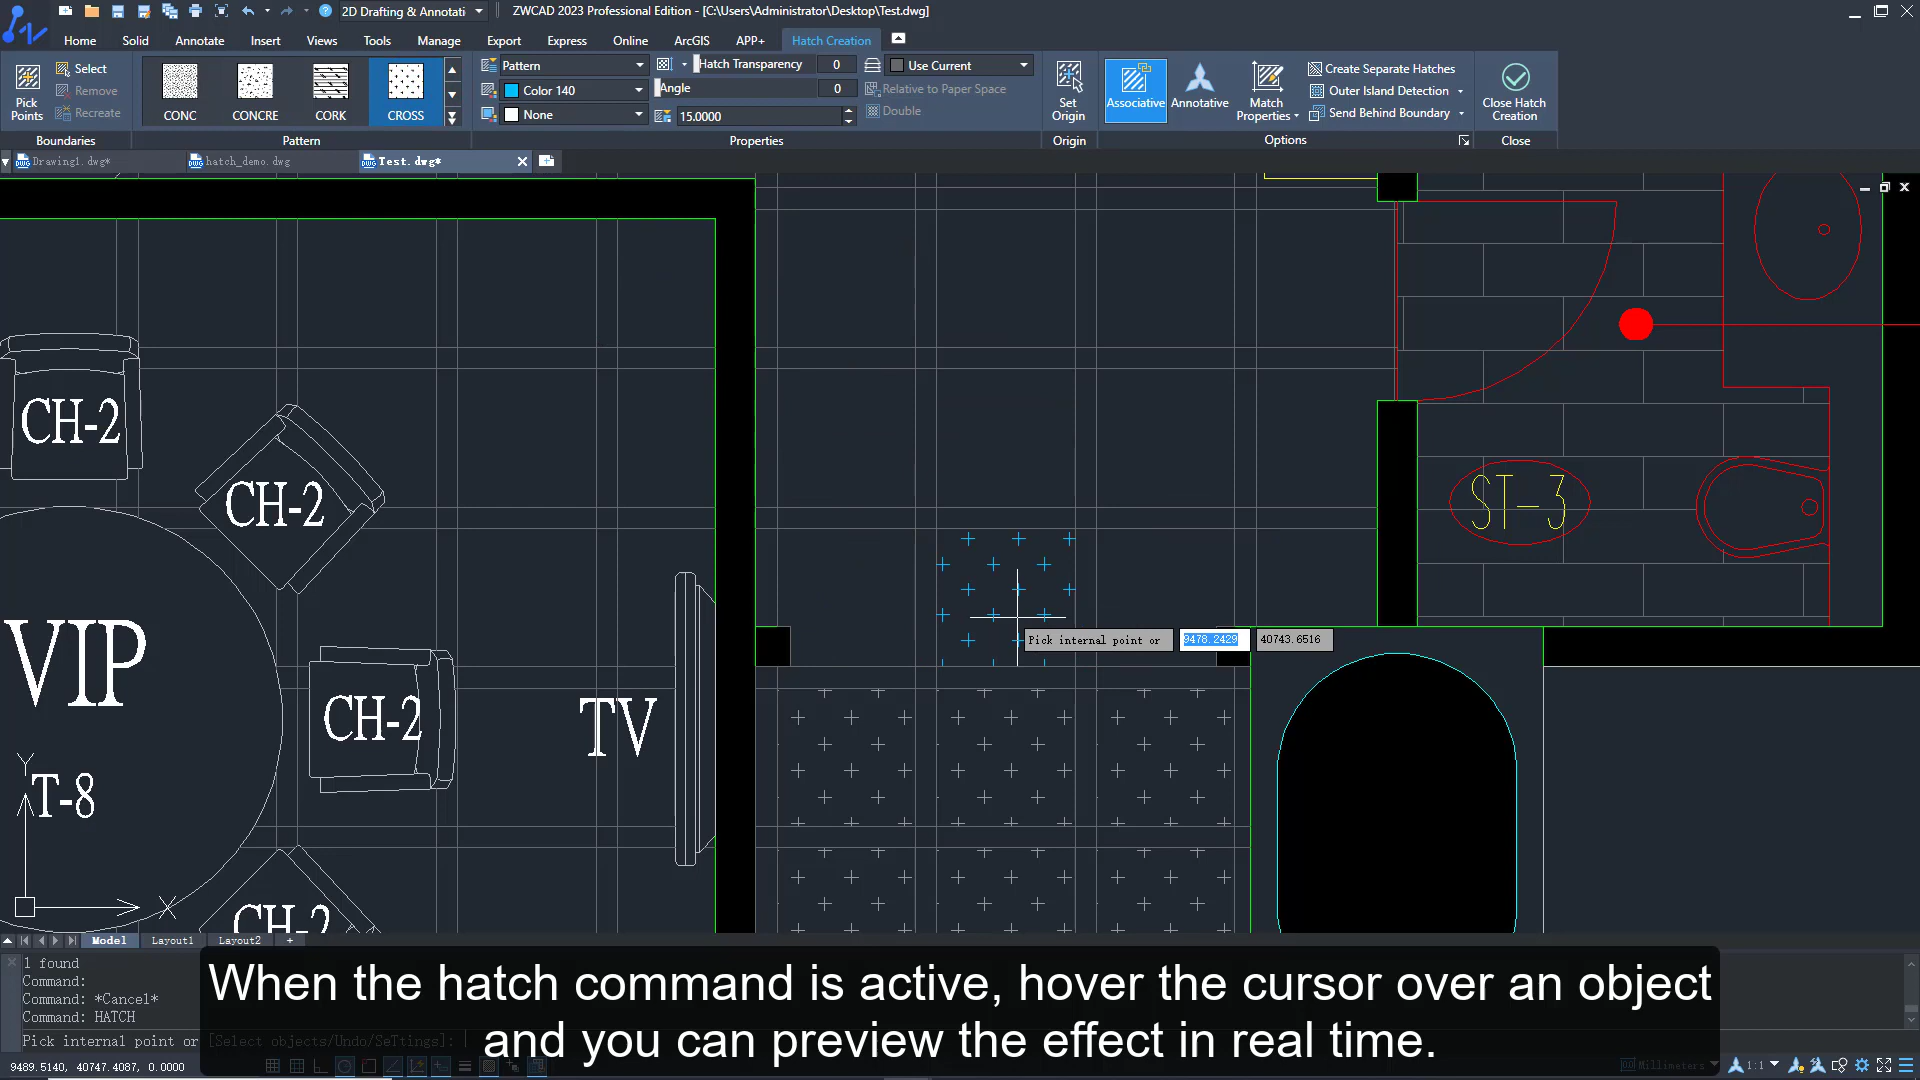 2D Drafting & Annotati
ZWCAD 2023 Professional Edition - [C:\Users\Administrator\Desktop\Test.dwg]
Home
Solid
Annotate
Insert
Views
Tools
Manage
Export
Express
Online
ArcGIS
APP+
Hatch Creation
Pick
Points
Select
Remove
Recreate
Boundaries
CONC
CONCRE
CORK
CROSS
Pattern
Pattern
Color 140
None
Hatch Transparency 0
Angle 0
15.0000
Use Current
Relative to Paper Space
Double
Properties
Set
Origin
Origin
Associative
Annotative
Match
Properties
Create Separate Hatches
Outer Island Detection
Send Behind Boundary
Options
Close Hatch
Creation
Close
Drawing1.dwg*
hatch_demo.dwg
Test.dwg*
CH-2
CH-2
ST-3
VIP
Pick internal point or 9478.2429 40743.6516
CH-2
TV
Y
T-8
X
CH-2
Model
Layout1
Layout2
1 found
Command:
Command: *Cancel*
Command: HATCH
Pick internal point or [Select objects/Undo/SeTtings]:
When the hatch command is active, hover the cursor over an object
and you can preview the effect in real time.
9489.5140, 40747.4087, 0.0000
Millimeters
1:1